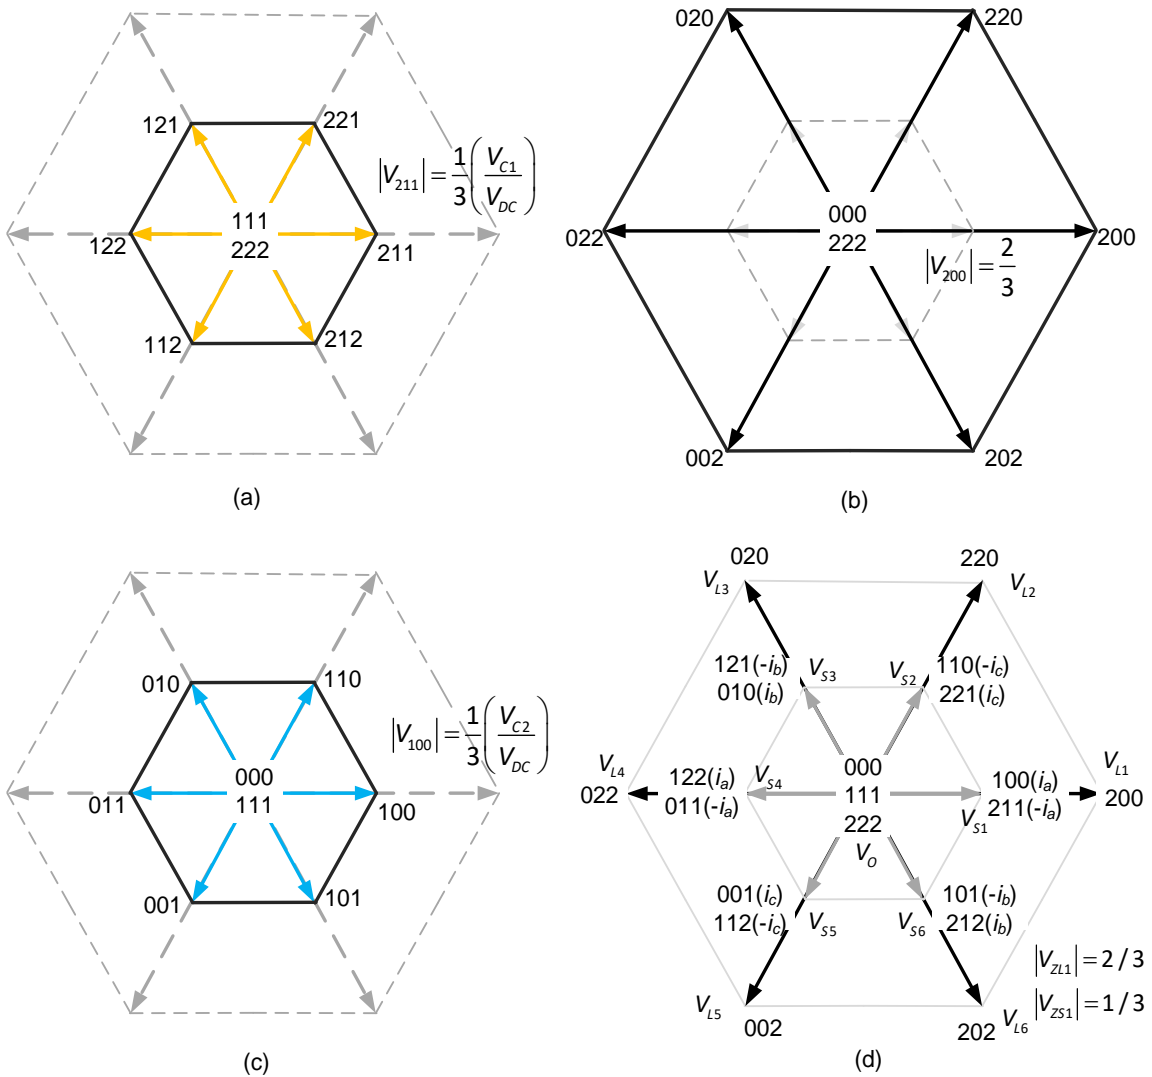 121
221
|V211| = 1/3 (VC1/VDC)
111
122
222
211
112
212
(a)
020
220
000
022
222
200
|V200| = 2/3
002
202
(b)
010
110
|V100| = 1/3 (VC2/VDC)
000
011
111
100
001
101
(c)
020
220
VL3
VL2
121(-ib)
VS3
VS2
110(-ic)
010(ib)
221(ic)
VL4
000
VL1
122(ia)
VS4
100(ia)
022
111
200
011(-ia)
VS1
211(-ia)
222
VO
001(ic)
101(-ib)
112(-ic)
VS5
VS6
212(ib)
|VZL1| = 2 / 3
VL5
|VZS1| = 1 / 3
002
202
VL6
(d)